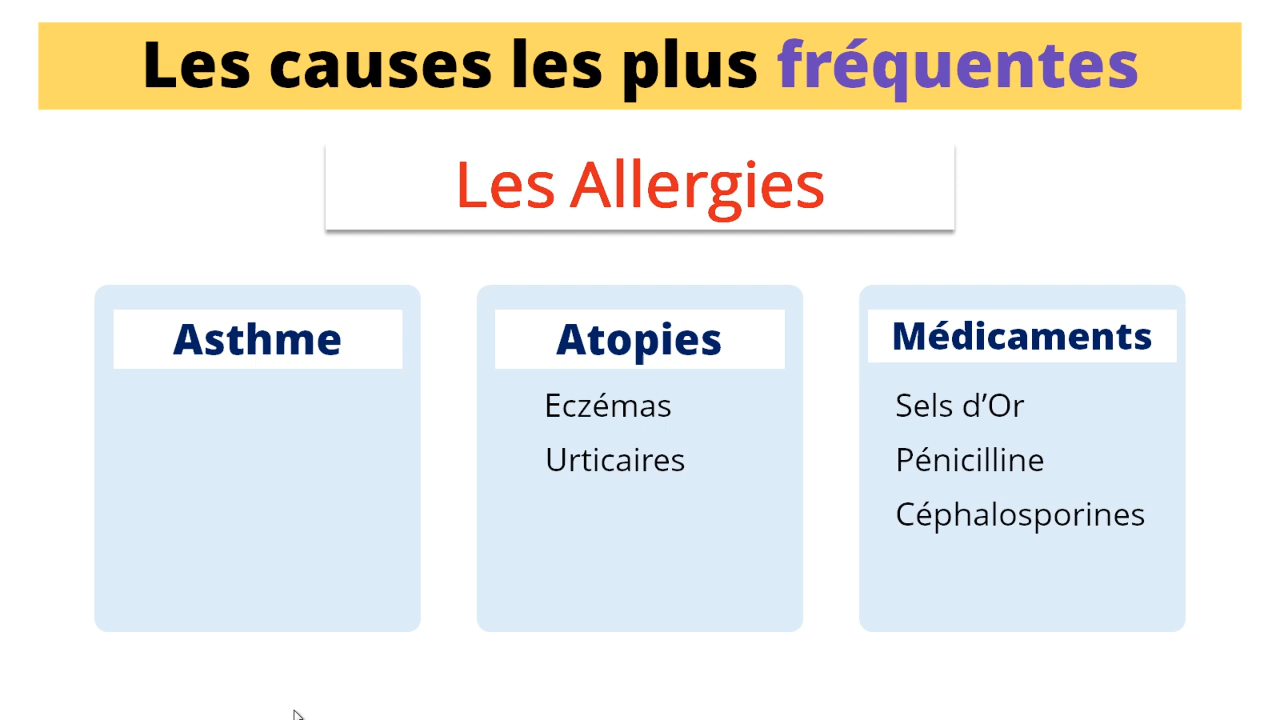 Les causes les plus fréquentes
Les Allergies
Asthme
Atopies
Eczémas
Urticaires
Médicaments
Sels d’Or
Pénicilline
Céphalosporines